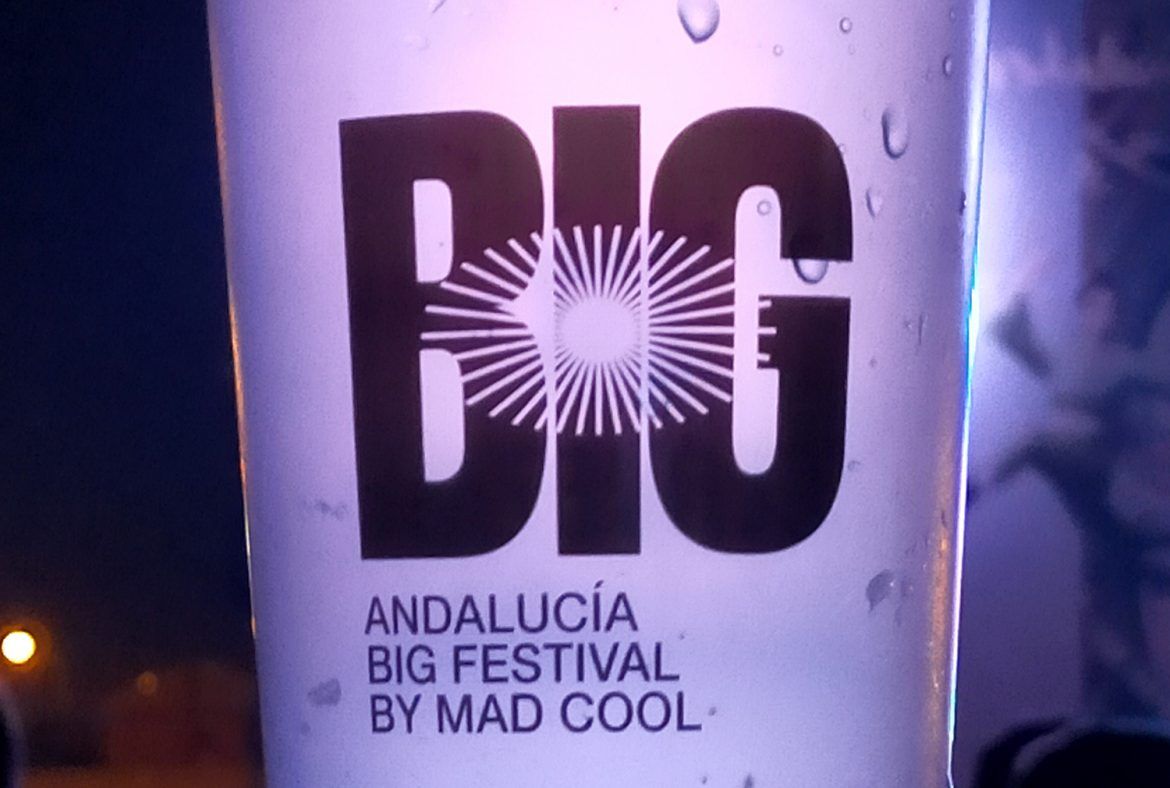 BIG
ANDALUCÍA
BIG FESTIVAL
BY MAD COOL